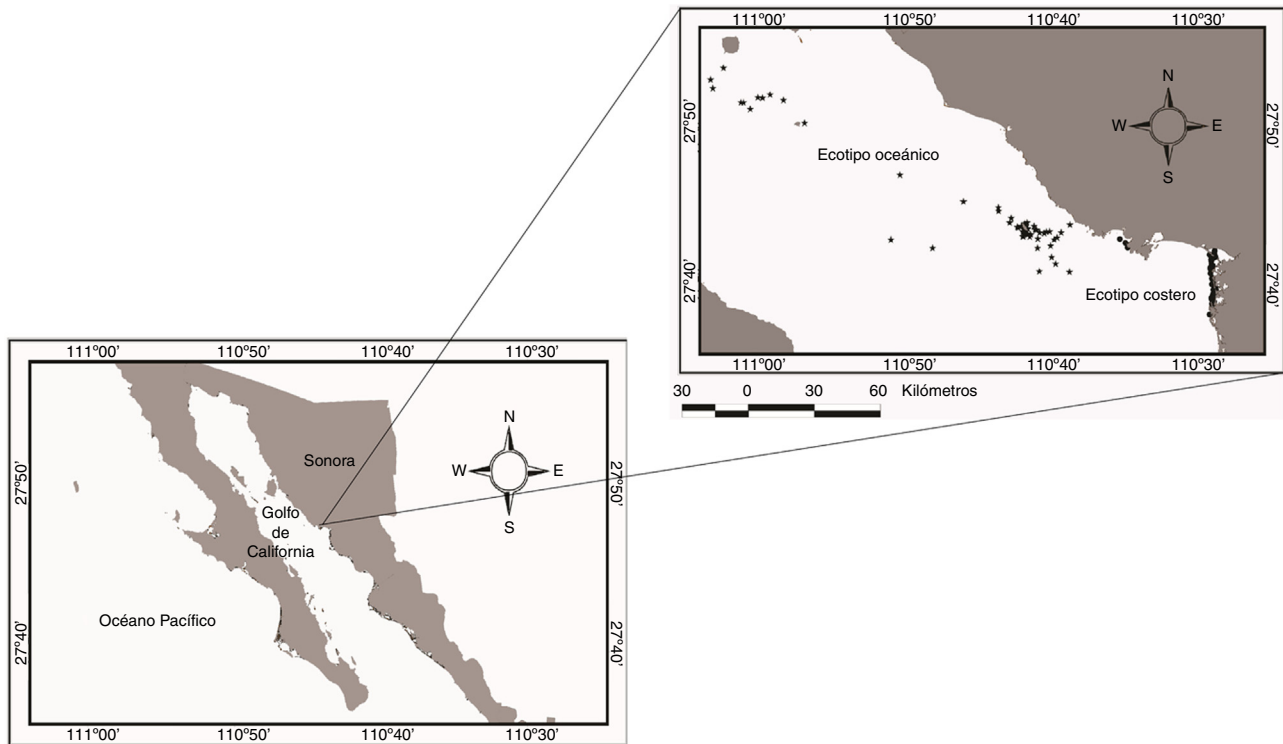 111º00' 110º50' 110º40' 110º30'
N
W E
S
27º50' 27º50'
Ecotipo oceánico
27º40' 27º40'
Ecotipo costero
111º00' 110º50' 110º40' 110º30'
30 0 30 60 Kilómetros
111º00' 110º50' 110º40' 110º30'
N
W E
S
27º50' 27º50'
Sonora
Golfo
de
California
Océano Pacífico
27º40' 27º40'
111º00' 110º50' 110º40' 110º30'